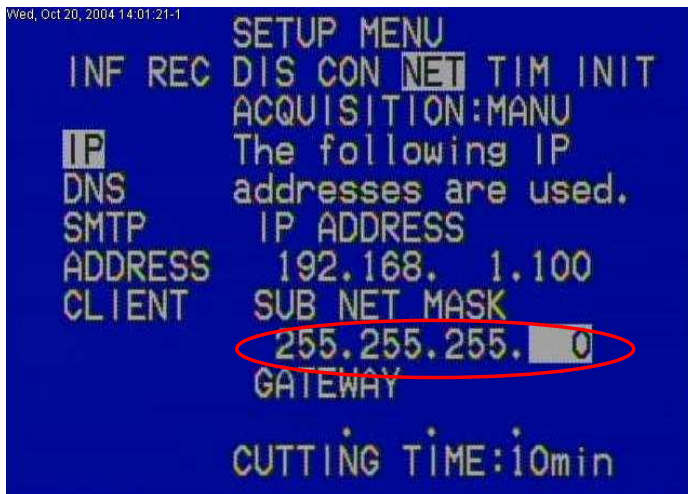 Wed, Oct 20, 2004 14:01:21-1
SETUP MENU
INF REC DIS CON NET TIM INIT
ACQUISITION:MANU
IP The following IP
DNS addresses are used.
SMTP IP ADDRESS
ADDRESS 192.168. 1.100
CLIENT SUB NET MASK
255.255.255. 0
GATEWAY
. . .
CUTTING TIME:10min